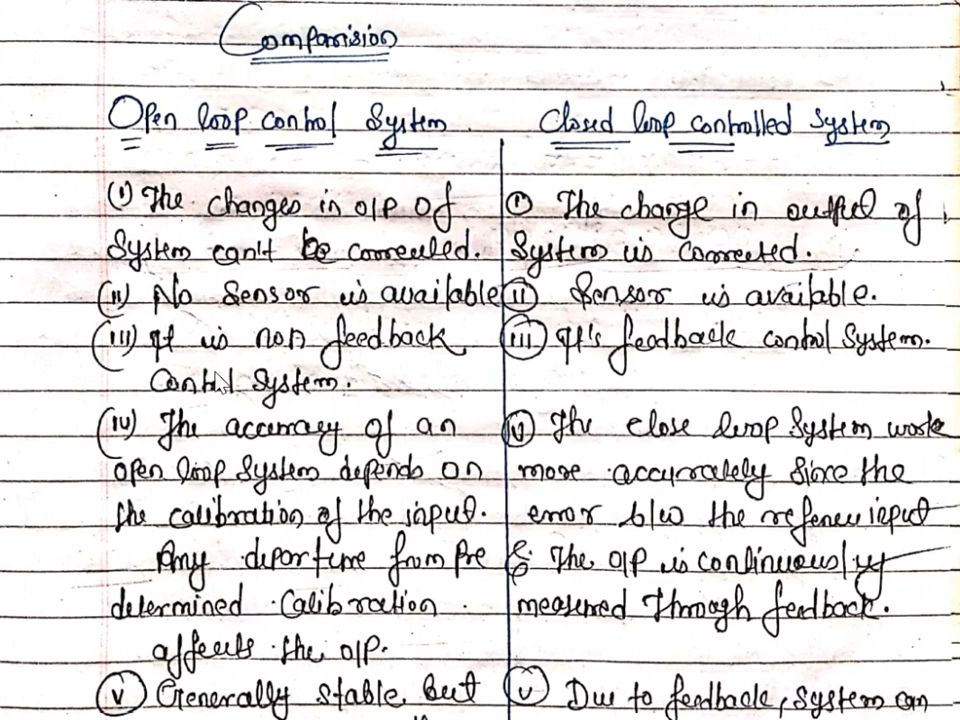 Comparision
Open loop control System
(i) The changes in o/p of
System can't be correceted.
(ii) No Sensor is available
(iii) It is non feedback
Control System.
(iv) The accuracy of an
open loop System depends on
the calibration of the input.
Any departure from pre
determined calibration
affects the o/p.
(v) Generally stable but
Closed loop controlled System
(i) The change in output of
System is corrected.
(ii) Sensor is available.
(iii) It's feedback control System.
(iv) The close loop System work
more accurately since the
error b/w the refence input
& The o/p is continuously
measured through feedback.
(v) Due to feedback, System can